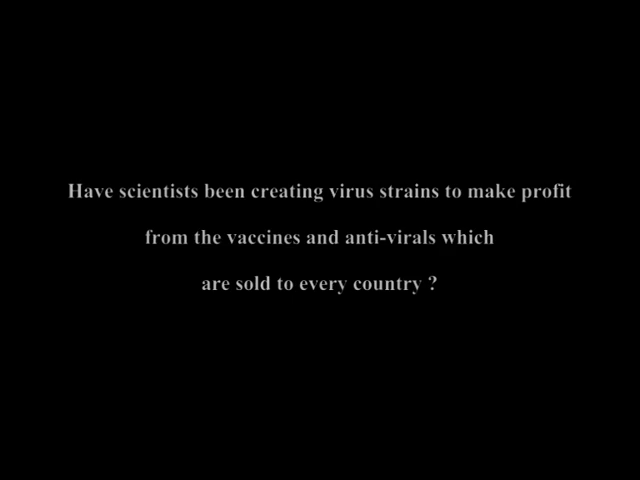 Have scientists been creating virus strains to make profit
from the vaccines and anti-virals which
are sold to every country ?